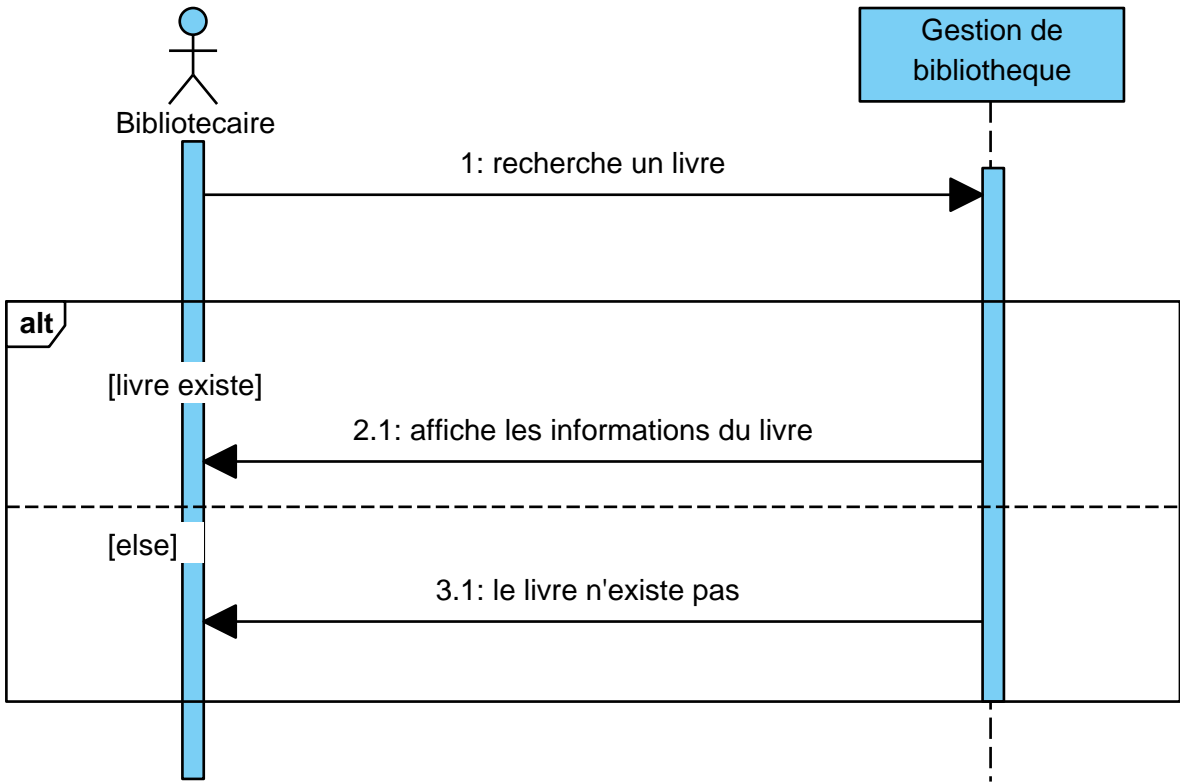 Gestion de
bibliotheque
Bibliotecaire
1: recherche un livre
alt
[livre existe]
2.1: affiche les informations du livre
[else]
3.1: le livre n'existe pas